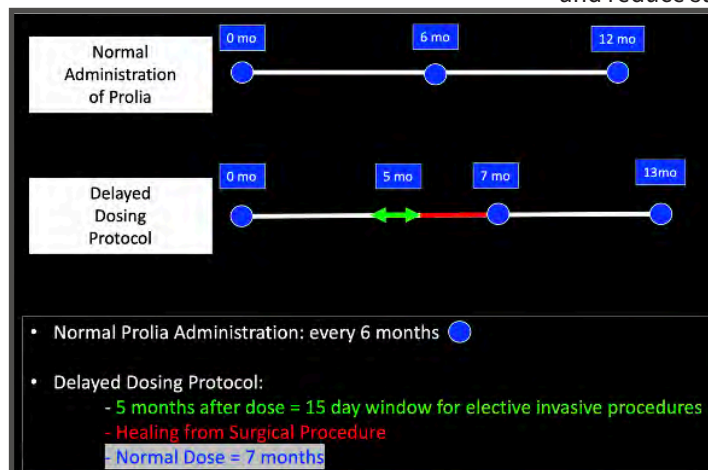 0 mo
6 mo
12 mo
Normal
Administration
of Prolia
0 mo
5 mo
7 mo
13mo
Delayed
Dosing
Protocol
• Normal Prolia Administration: every 6 months
• Delayed Dosing Protocol:
- 5 months after dose = 15 day window for elective invasive procedures
- Healing from Surgical Procedure
- Normal Dose = 7 months